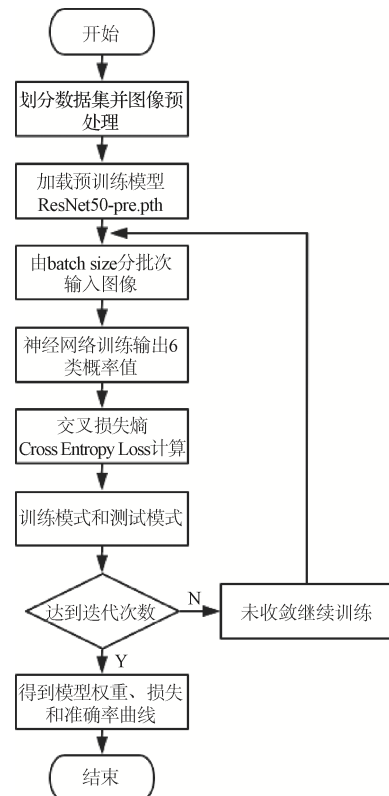 开始
划分数据集并图像预
处理
加载预训练模型
ResNet50-pre.pth
由batch size分批次
输入图像
神经网络训练输出6
类概率值
交叉损失熵
Cross Entropy Loss计算
训练模式和测试模式
达到迭代次数
N
未收敛继续训练
Y
得到模型权重、损失
和准确率曲线
结束